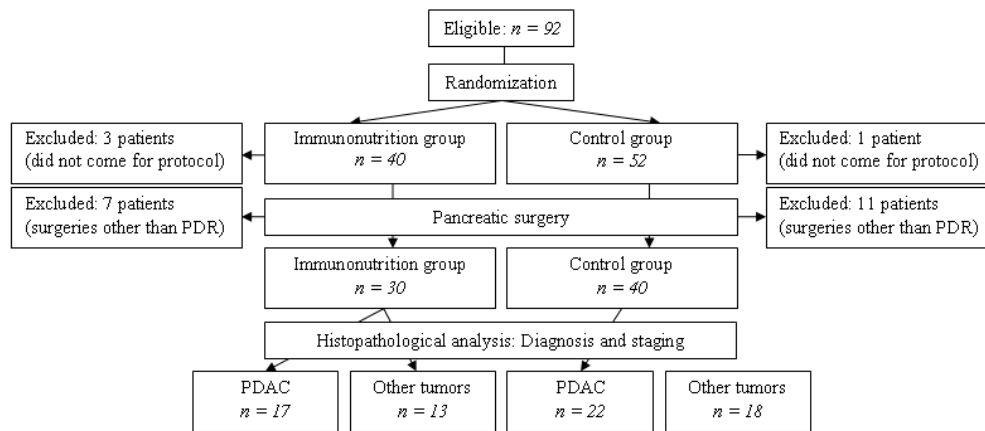 Eligible: n = 92
Randomization
Excluded: 3 patients
(did not come for protocol)
Immunonutrition group
n = 40
Control group
n = 52
Excluded: 1 patient
(did not come for protocol)
Excluded: 7 patients
(surgeries other than PDR)
Pancreatic surgery
Excluded: 11 patients
(surgeries other than PDR)
Immunonutrition group
n = 30
Control group
n = 40
Histopathological analysis: Diagnosis and staging
PDAC
n = 17
Other tumors
n = 13
PDAC
n = 22
Other tumors
n = 18